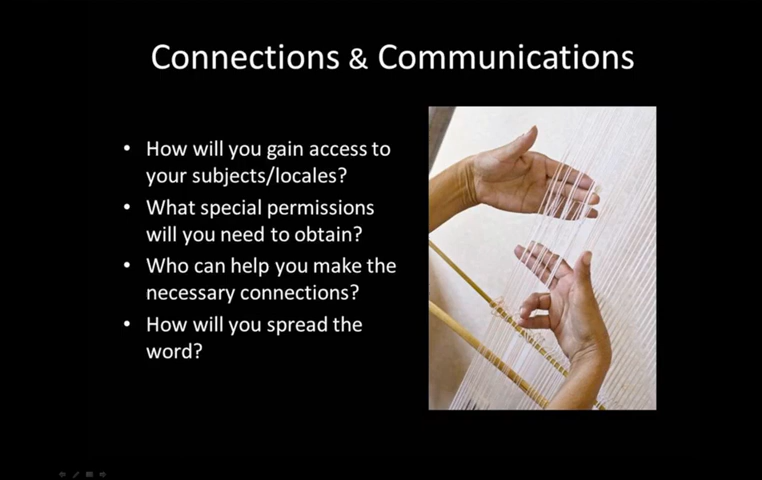 Connections & Communications
• How will you gain access to
your subjects/locales?
• What special permissions
will you need to obtain?
• Who can help you make the
necessary connections?
• How will you spread the
word?